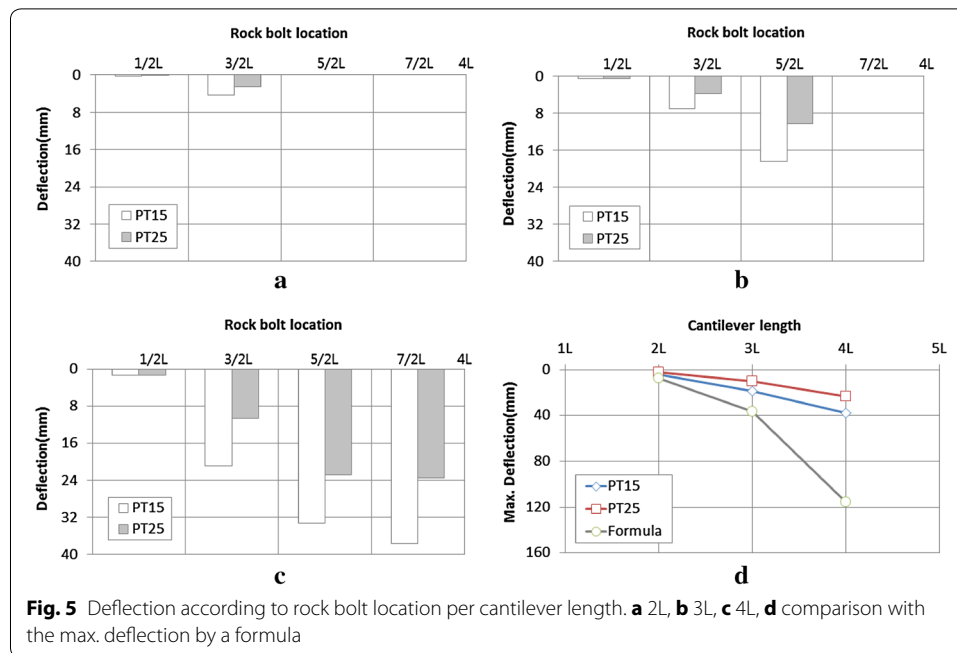 Rock bolt location
1/2L 3/2L 5/2L 7/2L 4L
0
8
16
24
32
40
Deflection(mm)
PT15
PT25
a
Rock bolt location
1/2L 3/2L 5/2L 7/2L 4L
0
8
16
24
32
40
Deflection(mm)
PT15
PT25
b
Rock bolt location
1/2L 3/2L 5/2L 7/2L 4L
0
8
16
24
32
40
Deflection(mm)
PT15
PT25
c
Cantilever length
1L 2L 3L 4L 5L
0
40
80
120
160
Max. Deflection(mm)
PT15
PT25
Formula
d
Fig. 5 Deflection according to rock bolt location per cantilever length. a 2L, b 3L, c 4L, d comparison with
the max. deflection by a formula